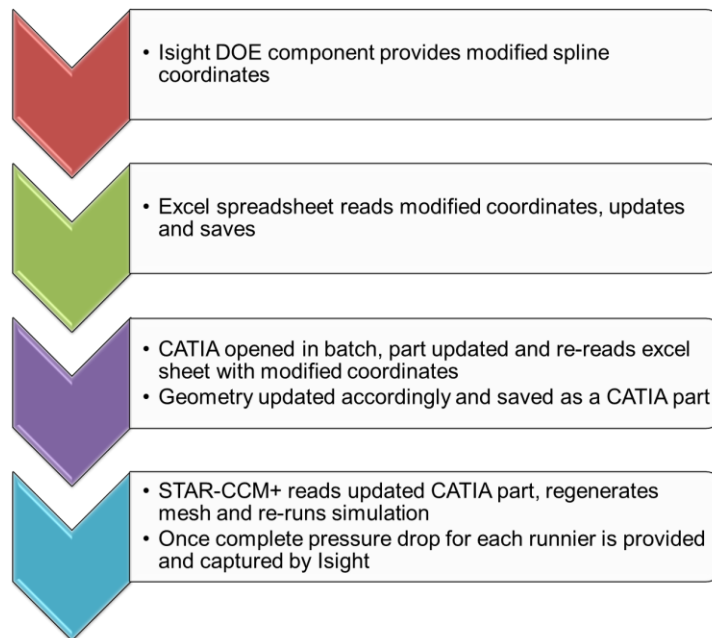 • Isight DOE component provides modified spline
coordinates
• Excel spreadsheet reads modified coordinates, updates
and saves
• CATIA opened in batch, part updated and re-reads excel
sheet with modified coordinates
• Geometry updated accordingly and saved as a CATIA part
• STAR-CCM+ reads updated CATIA part, regenerates
mesh and re-runs simulation
• Once complete pressure drop for each runnier is provided
and captured by Isight